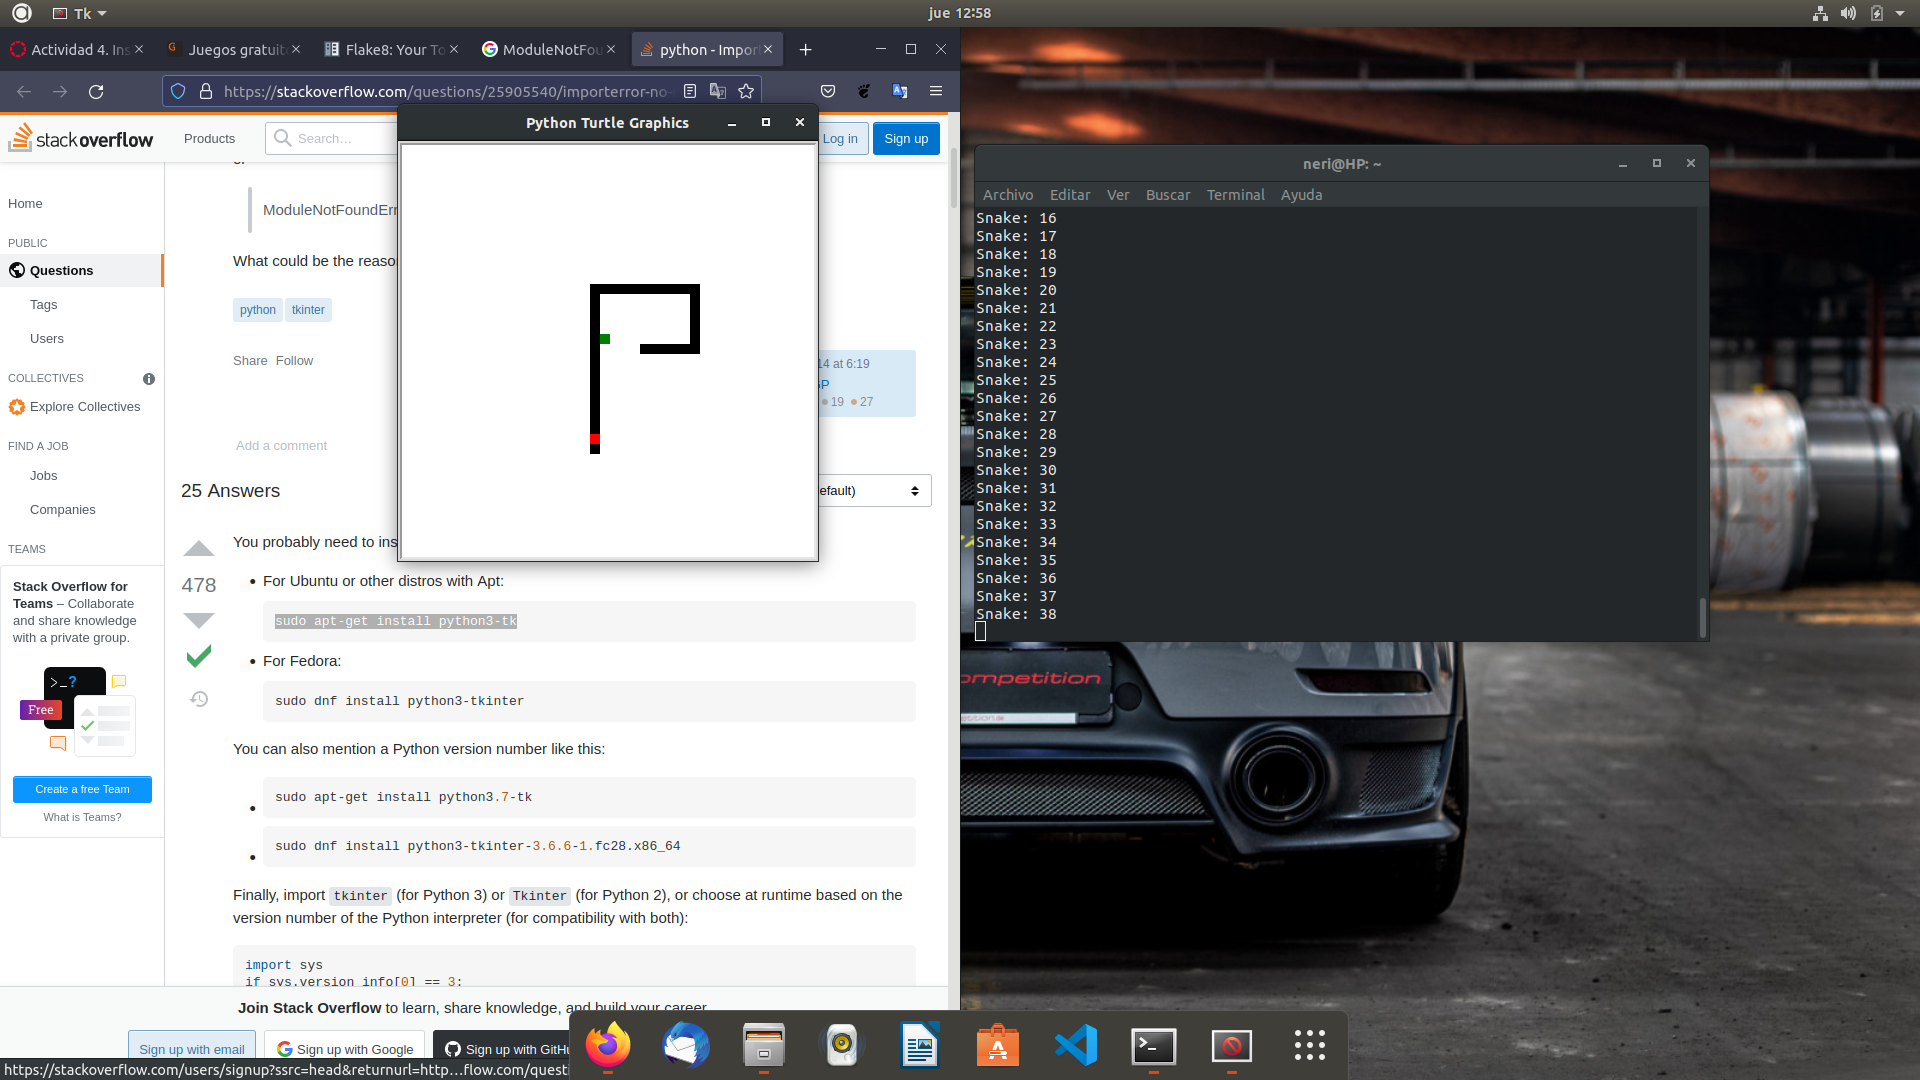 Tk
jue 12:58
Actividad 4. Ins
Juegos gratuito
Flake8: Your To
ModuleNotFou
python - Impor
https://stackoverflow.com/questions/25905540/importerror-no-
Python Turtle Graphics
stackoverflow
Products
Search...
Log in
Sign up
Home
PUBLIC
Questions
Tags
Users
COLLECTIVES
Explore Collectives
FIND A JOB
Jobs
Companies
TEAMS
Stack Overflow for
Teams – Collaborate
and share knowledge
with a private group.
>_?
Free
Create a free Team
What is Teams?
ModuleNotFoundErr
What could be the reaso
python
tkinter
Share Follow
14 at 6:19
GP
19 27
Add a comment
25 Answers
efault)
478
You probably need to ins
For Ubuntu or other distros with Apt:
sudo apt-get install python3-tk
For Fedora:
sudo dnf install python3-tkinter
You can also mention a Python version number like this:
sudo apt-get install python3.7-tk
sudo dnf install python3-tkinter-3.6.6-1.fc28.x86_64
Finally, import tkinter (for Python 3) or Tkinter (for Python 2), or choose at runtime based on the
version number of the Python interpreter (for compatibility with both):
import sys
if sys.version_info[0] == 3:
Join Stack Overflow to learn, share knowledge, and build your career.
Sign up with email
Sign up with Google
Sign up with GitHu
https://stackoverflow.com/users/signup?ssrc=head&returnurl=http…flow.com/questi
neri@HP: ~
Archivo Editar Ver Buscar Terminal Ayuda
Snake: 16
Snake: 17
Snake: 18
Snake: 19
Snake: 20
Snake: 21
Snake: 22
Snake: 23
Snake: 24
Snake: 25
Snake: 26
Snake: 27
Snake: 28
Snake: 29
Snake: 30
Snake: 31
Snake: 32
Snake: 33
Snake: 34
Snake: 35
Snake: 36
Snake: 37
Snake: 38
ompetition